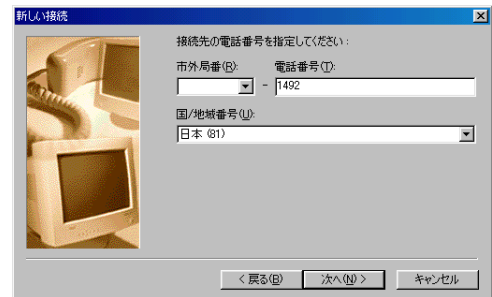 新しい接続
接続先の電話番号を指定してください:
市外局番(R): 電話番号(T):
- 1492
国/地域番号(U):
日本 (81)
< 戻る(B) 次へ(N) > キャンセル